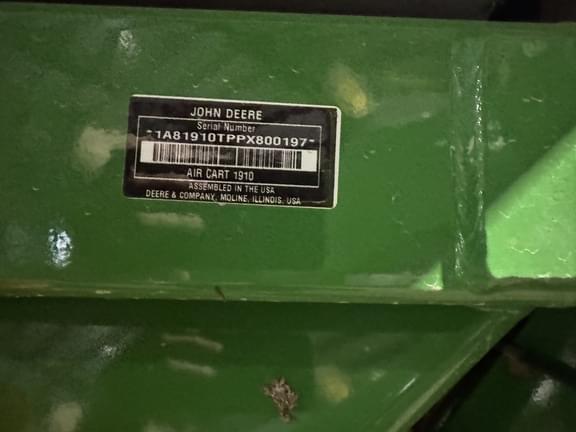 JOHN DEERE
Serial Number
*1A81910TPPX800197*
AIR CART 1910
ASSEMBLED IN THE USA
DEERE & COMPANY, MOLINE, ILLINOIS, USA